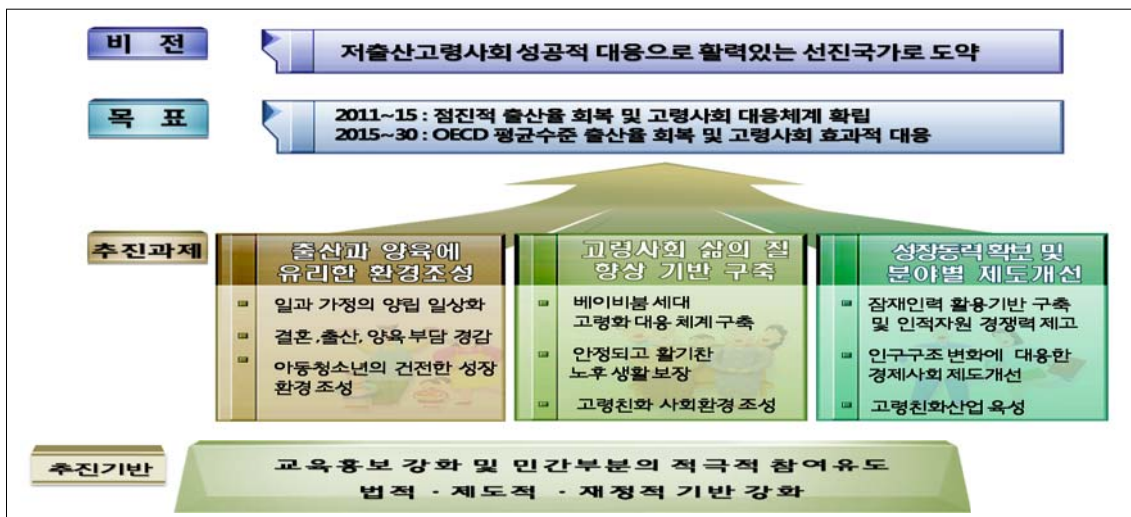 비 전
저출산고령사회 성공적 대응으로 활력있는 선진국가로 도약
목 표
2011~15 : 점진적 출산율 회복 및 고령사회 대응체계 확립
2015~30 : OECD 평균수준 출산율 회복 및 고령사회 효과적 대응
추진과제
출산과 양육에
유리한 환경조성
일과 가정의 양립 일상화
결혼,출산,양육 부담 경감
아동청소년의 건전한 성장
환경 조성
고령사회 삶의 질
향상 기반 구축
베이비붐 세대
고령화 대응 체계 구축
안정되고 활기찬
노후 생활 보장
고령친화 사회환경 조성
성장동력 확보 및
분야별 제도개선
잠재인력 활용기반 구축
및 인적자원 경쟁력 제고
인구구조 변화에 대응한
경제사회 제도개선
고령친화산업 육성
추진기반
교육홍보 강화 및 민간부분의 적극적 참여유도
법적 · 제도적 · 재정적 기반 강화